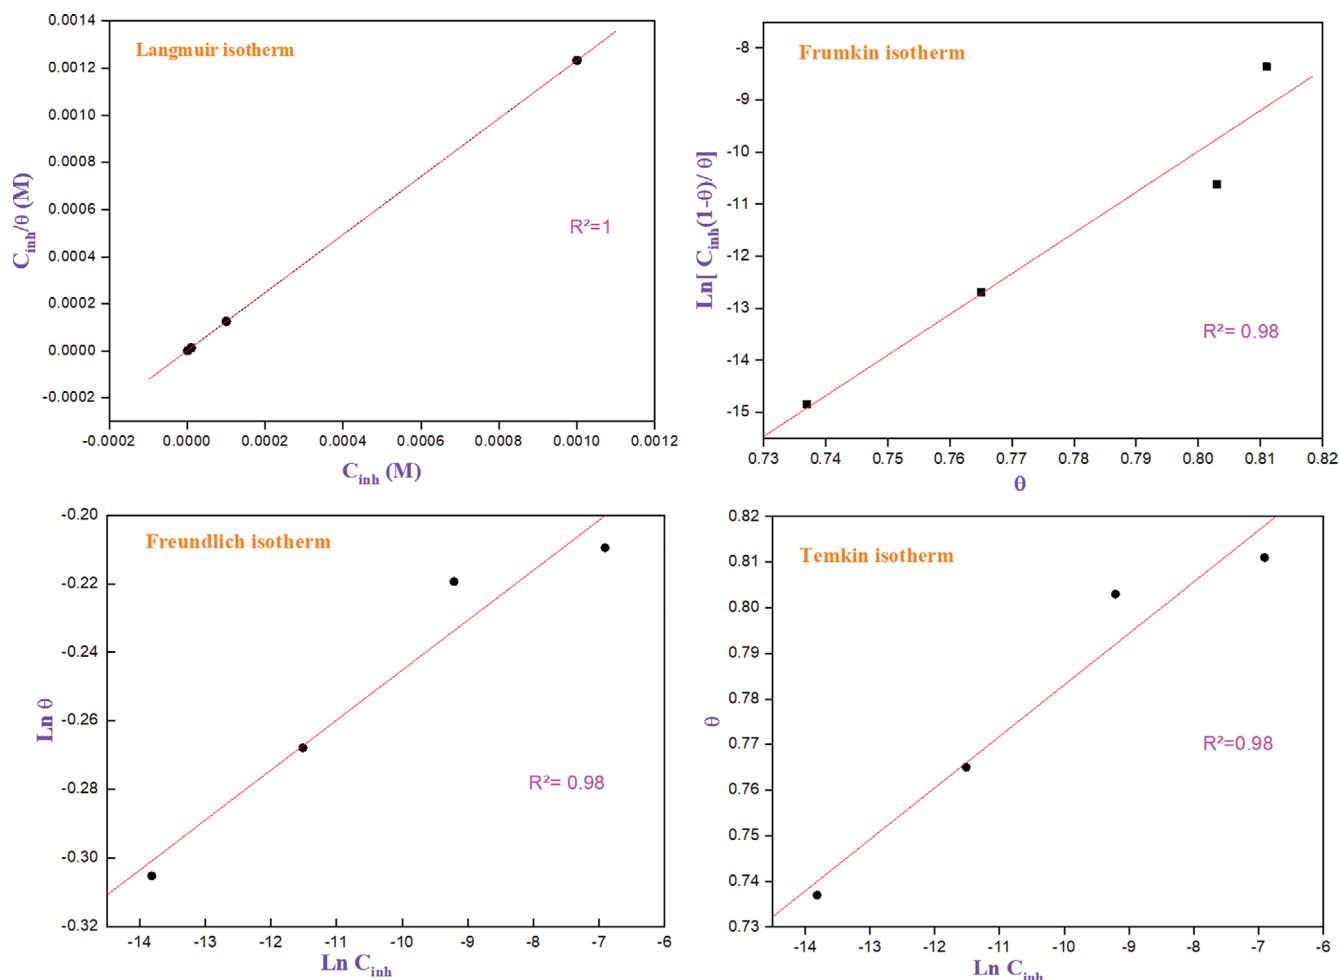 Langmuir isotherm
0.0014
0.0012
0.0010
0.0008
0.0006
0.0004
0.0002
0.0000
-0.0002
C_inh/θ (M)
R²=1
-0.0002 0.0000 0.0002 0.0004 0.0006 0.0008 0.0010 0.0012
C_inh (M)
Frumkin isotherm
-8
-9
-10
-11
-12
-13
-14
-15
Ln[ C_inh(1-θ)/ θ]
R²= 0.98
0.73 0.74 0.75 0.76 0.77 0.78 0.79 0.80 0.81 0.82
θ
Freundlich isotherm
-0.20
-0.22
-0.24
-0.26
-0.28
-0.30
-0.32
Ln θ
R²= 0.98
-14 -13 -12 -11 -10 -9 -8 -7 -6
Ln C_inh
Temkin isotherm
0.82
0.81
0.80
0.79
0.78
0.77
0.76
0.75
0.74
0.73
θ
R²=0.98
-14 -13 -12 -11 -10 -9 -8 -7 -6
Ln C_inh